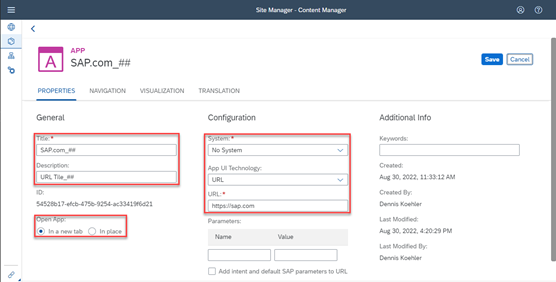 Site Manager - Content Manager
APP
SAP.com_##
Save
Cancel
PROPERTIES NAVIGATION VISUALIZATION TRANSLATION
General
Title: *
SAP.com_##
Description:
URL Tile_##
ID:
54528b17-efcb-475b-9254-ac33419f6d21
Open App:
In a new tab In place
Configuration
System: *
No System
App UI Technology:
URL
URL: *
https://sap.com
Parameters:
Name Value
Add intent and default SAP parameters to URL
Additional Info
Keywords:
Created:
Aug 30, 2022, 11:33:12 AM
Created By:
Dennis Koehler
Last Modified:
Aug 30, 2022, 4:20:29 PM
Last Modified By:
Dennis Koehler